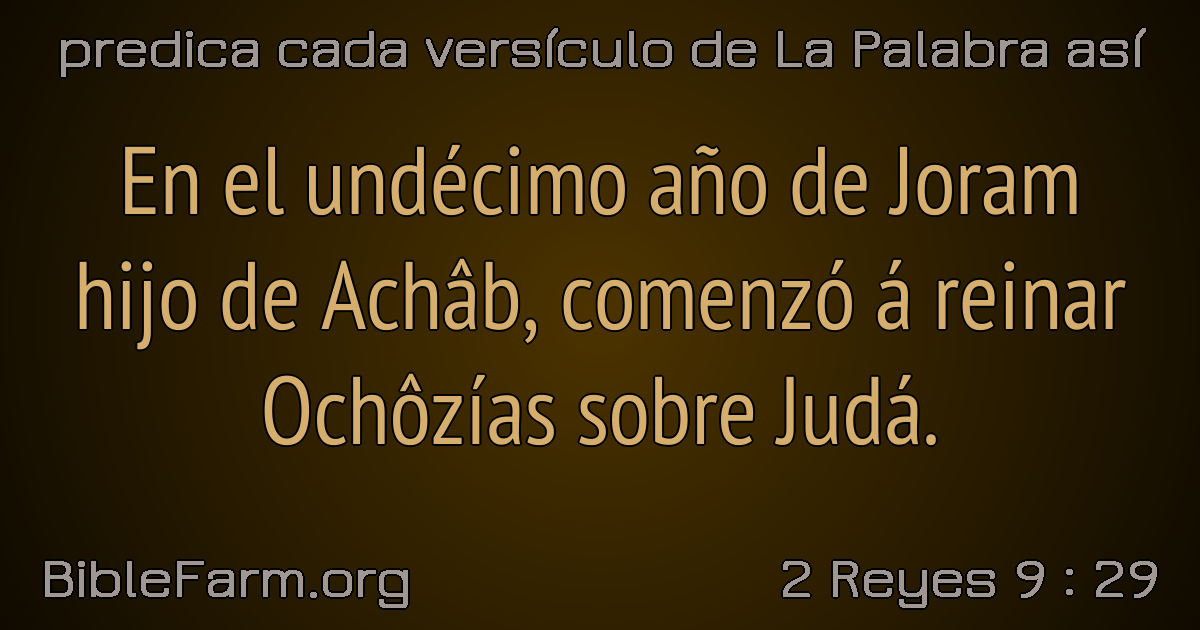 predica cada versículo de La Palabra así
En el undécimo año de Joram
hijo de Achâb, comenzó á reinar
Ochôzías sobre Judá.
BibleFarm.org
2 Reyes 9 : 29